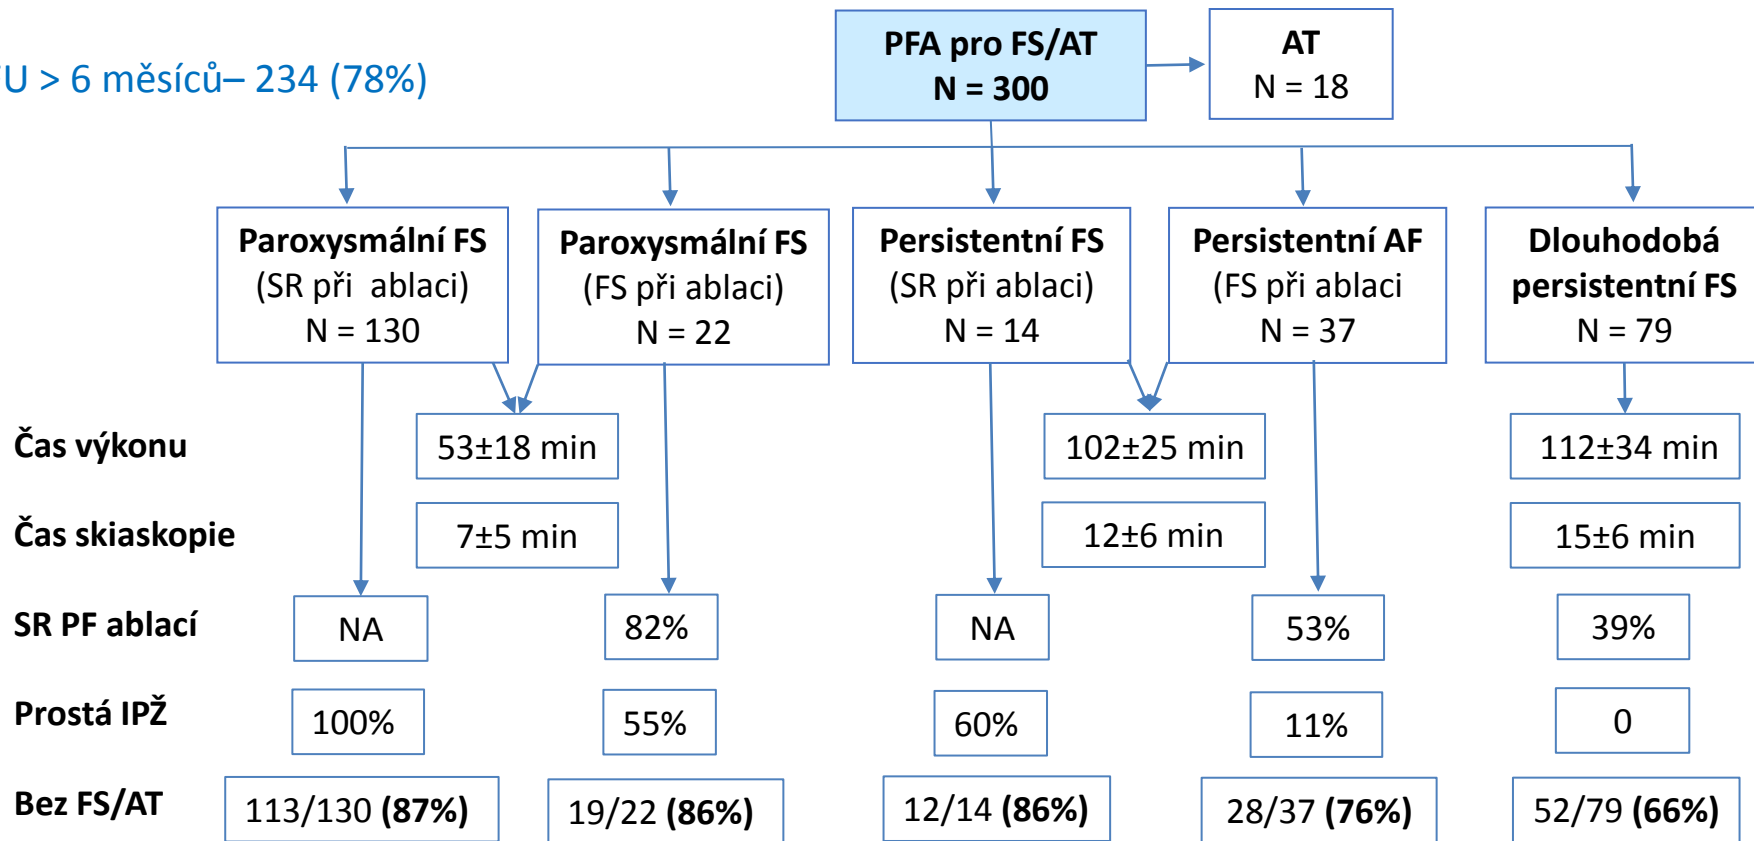 FU > 6 měsíců– 234 (78%)
PFA pro FS/AT
N = 300
AT
N = 18
Paroxysmální FS
(SR při ablaci)
N = 130
Paroxysmální FS
(FS při ablaci)
N = 22
Persistentní FS
(SR při ablaci)
N = 14
Persistentní AF
(FS při ablaci
N = 37
Dlouhodobá
persistentní FS
N = 79
Čas výkonu
53±18 min
102±25 min
112±34 min
Čas skiaskopie
7±5 min
12±6 min
15±6 min
SR PF ablací
NA
82%
NA
53%
39%
Prostá IPŽ
100%
55%
60%
11%
0
Bez FS/AT
113/130 (87%)
19/22 (86%)
12/14 (86%)
28/37 (76%)
52/79 (66%)